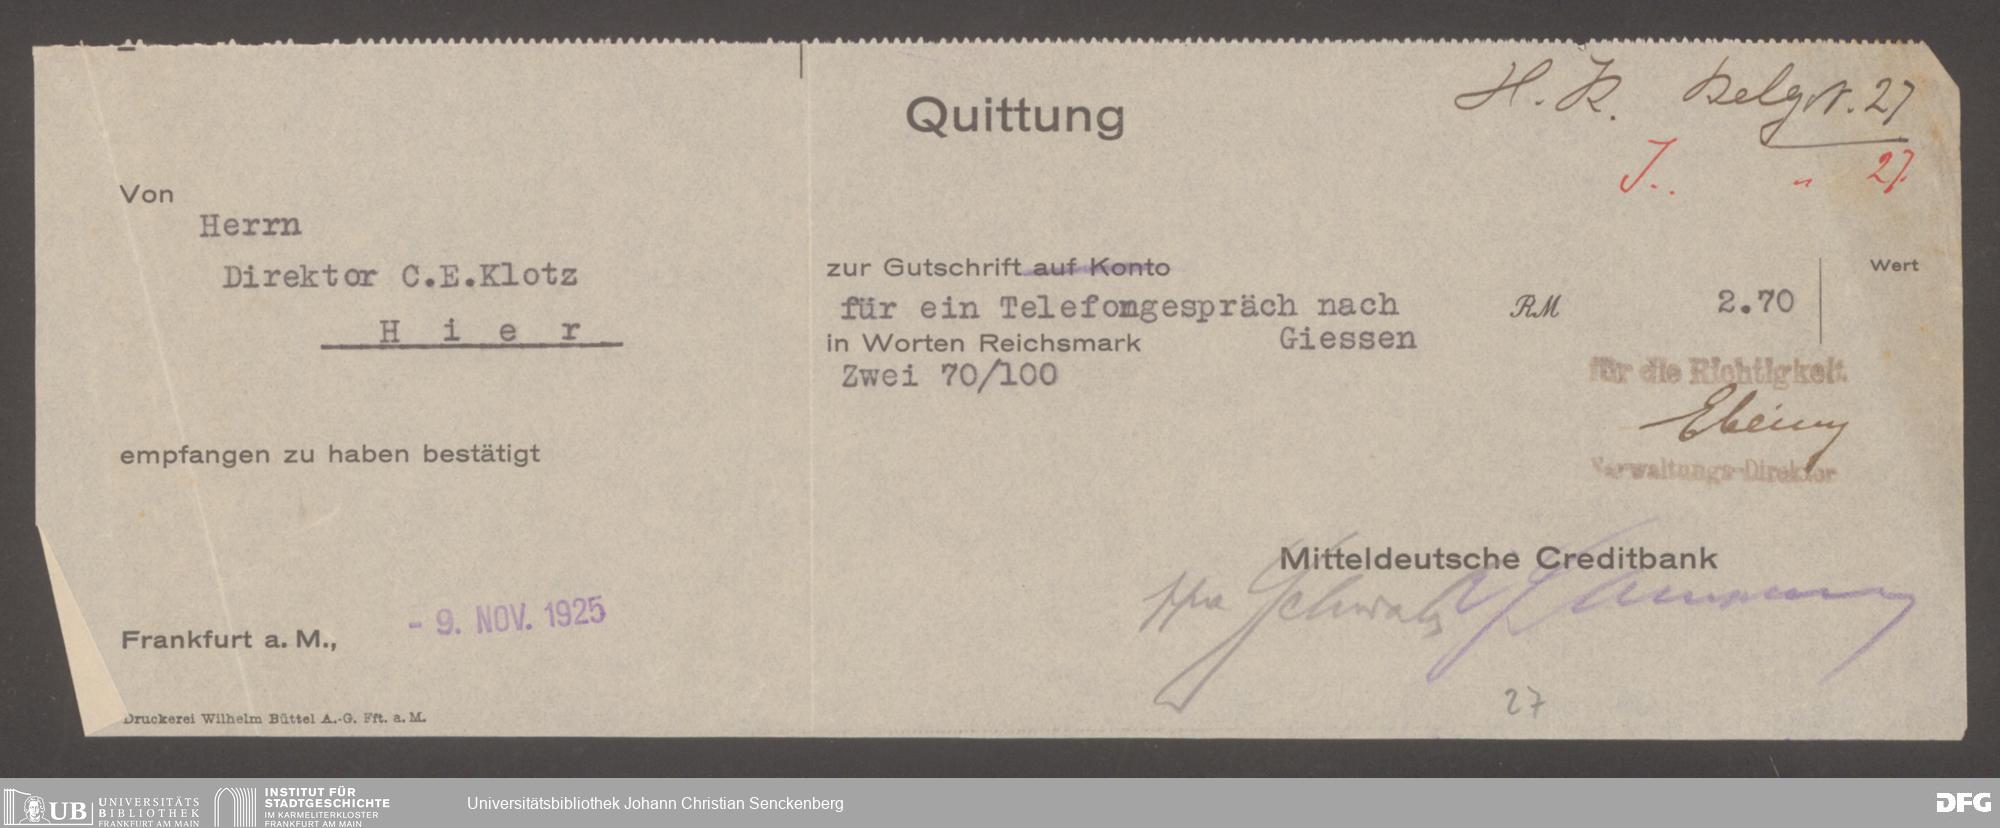 Quittung
H. K. Belg N. 27
J.. " 27.
Von
Herrn
Direktor C.E.Klotz
H i e r
empfangen zu haben bestätigt
Frankfurt a. M., - 9. NOV. 1925
Druckerei Wilhelm Büttel A.-G. Fft. a. M.
zur Gutschrift auf Konto
Wert
für ein Telefomgespräch nach RM 2.70
in Worten Reichsmark Giessen
Zwei 70/100
für die Richtigkeit
Verwaltungs-Direktor
Mitteldeutsche Creditbank
27
UB UNIVERSITÄTS
BIBLIOTHEK
FRANKFURT AM MAIN
INSTITUT FÜR
STADTGESCHICHTE
IM KARMELITERKLOSTER
FRANKFURT AM MAIN
Universitätsbibliothek Johann Christian Senckenberg
DFG